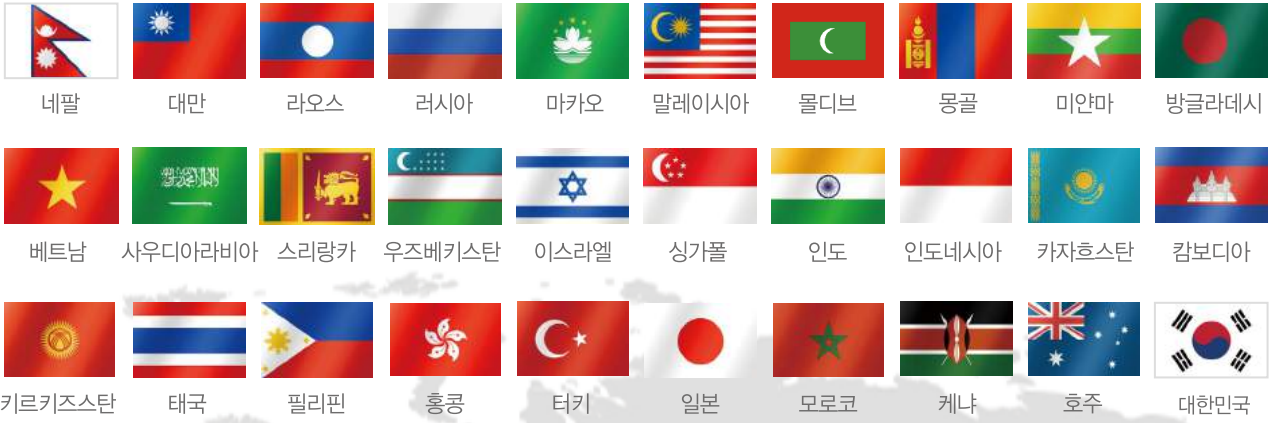 네팔 대만 라오스 러시아 마카오 말레이시아 몰디브 몽골 미얀마 방글라데시
베트남 사우디아라비아 스리랑카 우즈베키스탄 이스라엘 싱가폴 인도 인도네시아 카자흐스탄 캄보디아
키르키즈스탄 태국 필리핀 홍콩 터키 일본 모로코 케냐 호주 대한민국